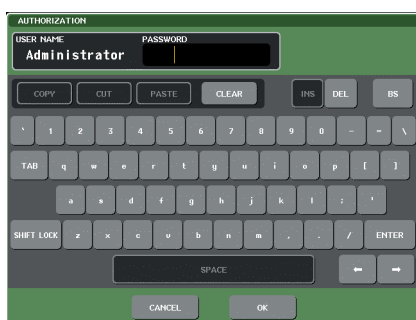 AUTHORIZATION
USER NAME PASSWORD
Administrator
COPY CUT PASTE CLEAR INS DEL BS
` 1 2 3 4 5 6 7 8 9 0 - = \
TAB q w e r t y u i o p [ ]
a s d f g h j k l ; '
SHIFT LOCK z x c v b n m , . / ENTER
SPACE ← →
CANCEL OK